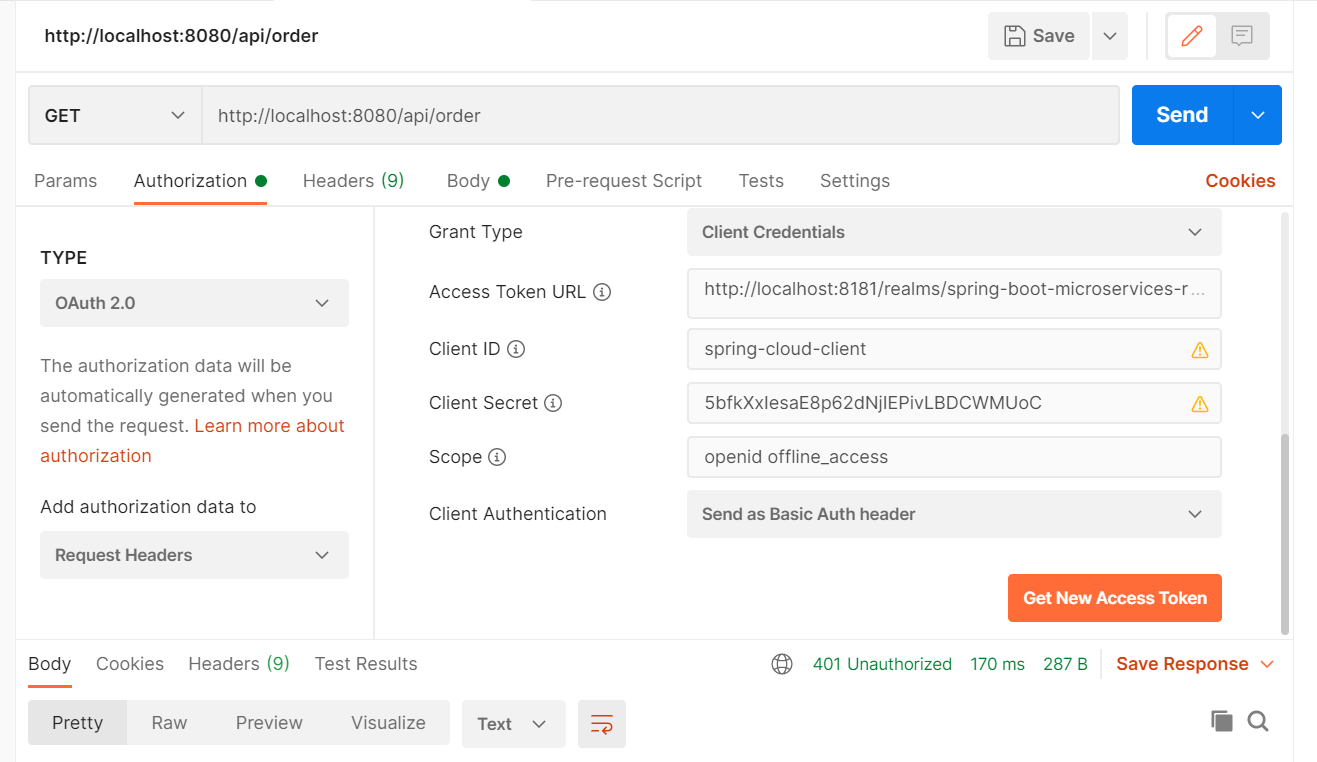 http://localhost:8080/api/order
Save
GET
http://localhost:8080/api/order
Send
Params Authorization Headers (9) Body Pre-request Script Tests Settings Cookies
TYPE
OAuth 2.0
The authorization data will be
automatically generated when you
send the request. Learn more about
authorization
Add authorization data to
Request Headers
Grant Type
Client Credentials
Access Token URL
http://localhost:8181/realms/spring-boot-microservices-r...
Client ID
spring-cloud-client
Client Secret
5bfkXxIesaE8p62dNjIEPivLBDCWMUoC
Scope
openid offline_access
Client Authentication
Send as Basic Auth header
Get New Access Token
Body Cookies Headers (9) Test Results 401 Unauthorized 170 ms 287 B Save Response
Pretty Raw Preview Visualize Text